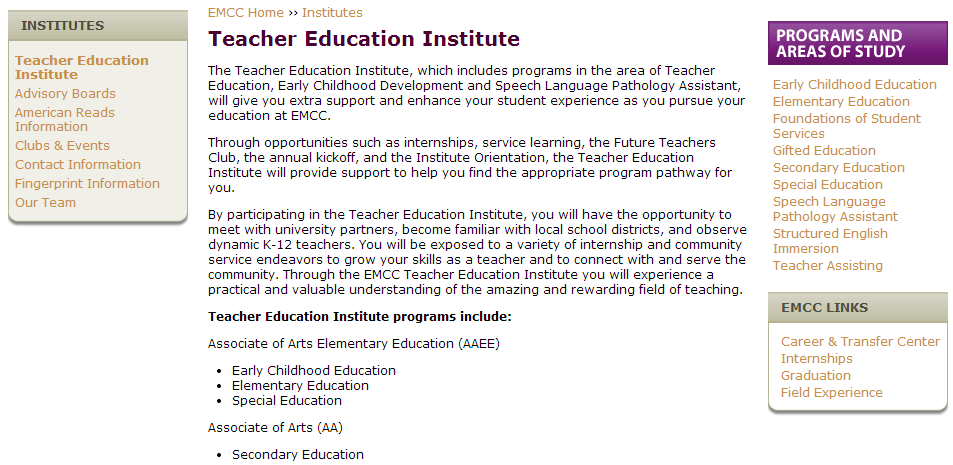 INSTITUTES
Teacher Education
Institute
Advisory Boards
American Reads
Information
Clubs & Events
Contact Information
Fingerprint Information
Our Team
EMCC Home ›› Institutes
Teacher Education Institute
The Teacher Education Institute, which includes programs in the area of Teacher
Education, Early Childhood Development and Speech Language Pathology Assistant,
will give you extra support and enhance your student experience as you pursue your
education at EMCC.
Through opportunities such as internships, service learning, the Future Teachers
Club, the annual kickoff, and the Institute Orientation, the Teacher Education
Institute will provide support to help you find the appropriate program pathway for
you.
By participating in the Teacher Education Institute, you will have the opportunity to
meet with university partners, become familiar with local school districts, and observe
dynamic K-12 teachers. You will be exposed to a variety of internship and community
service endeavors to grow your skills as a teacher and to connect with and serve the
community. Through the EMCC Teacher Education Institute you will experience a
practical and valuable understanding of the amazing and rewarding field of teaching.
Teacher Education Institute programs include:
Associate of Arts Elementary Education (AAEE)
• Early Childhood Education
• Elementary Education
• Special Education
Associate of Arts (AA)
• Secondary Education
PROGRAMS AND
AREAS OF STUDY
Early Childhood Education
Elementary Education
Foundations of Student
Services
Gifted Education
Secondary Education
Special Education
Speech Language
Pathology Assistant
Structured English
Immersion
Teacher Assisting
EMCC LINKS
Career & Transfer Center
Internships
Graduation
Field Experience